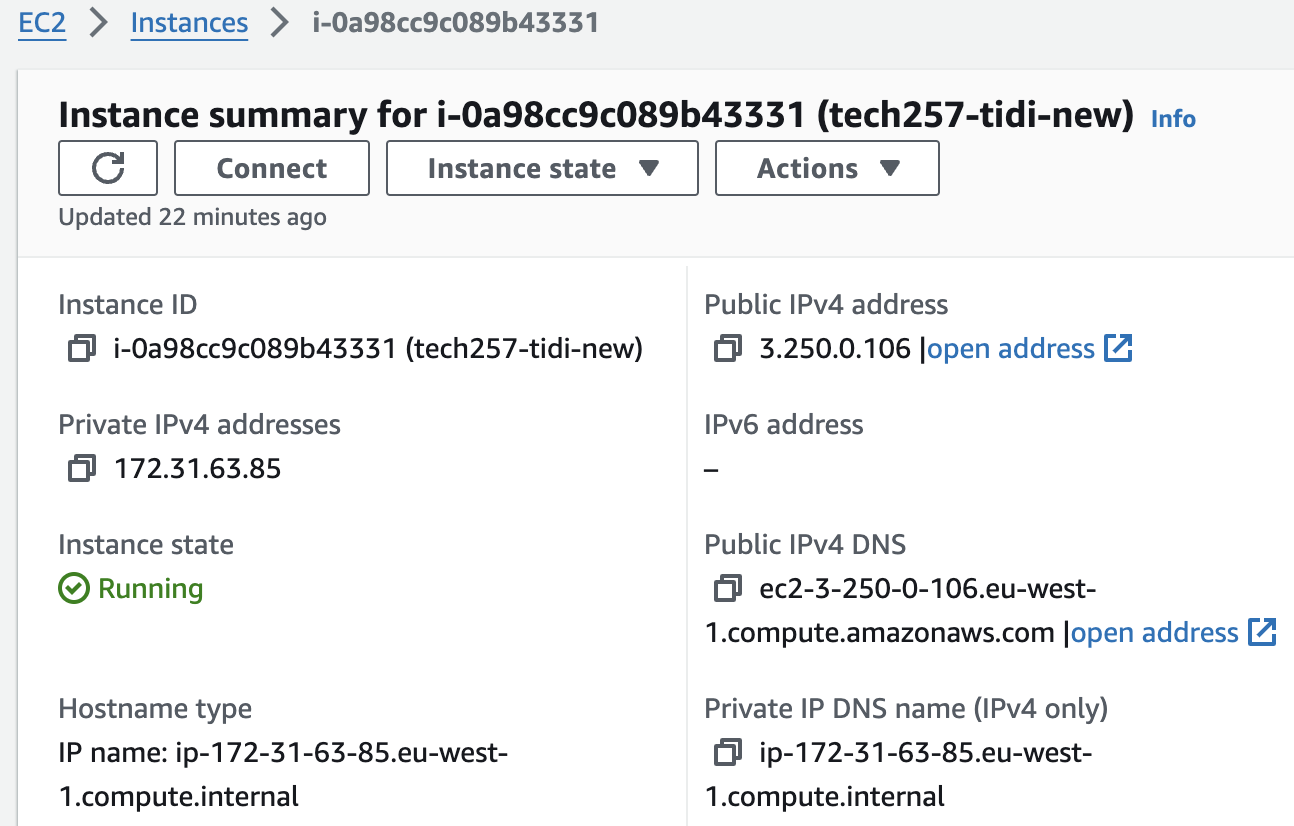 EC2 > Instances > i-0a98cc9c089b43331
Instance summary for i-0a98cc9c089b43331 (tech257-tidi-new) Info
Connect Instance state ▼ Actions ▼
Updated 22 minutes ago
Instance ID
i-0a98cc9c089b43331 (tech257-tidi-new)
Public IPv4 address
3.250.0.106 |open address
Private IPv4 addresses
172.31.63.85
IPv6 address
–
Instance state
Running
Public IPv4 DNS
ec2-3-250-0-106.eu-west-
1.compute.amazonaws.com |open address
Hostname type
IP name: ip-172-31-63-85.eu-west-
1.compute.internal
Private IP DNS name (IPv4 only)
ip-172-31-63-85.eu-west-
1.compute.internal